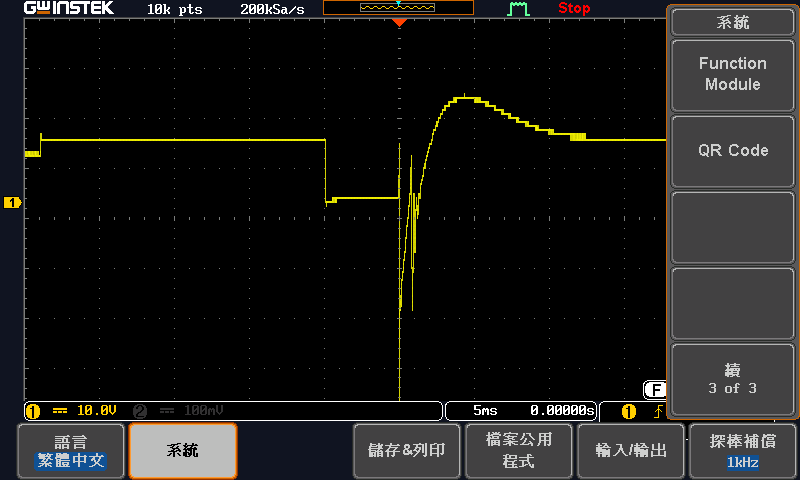 GWINSTEK 10k pts 200kSa/s Stop
系統
Function
Module
QR Code
1
續
3 of 3
F
1 10.0V 2 100mV 5ms 0.00000s 1
語言
繁體中文
系統
儲存&列印
檔案公用
程式
輸入/輸出
探棒補償
1kHz